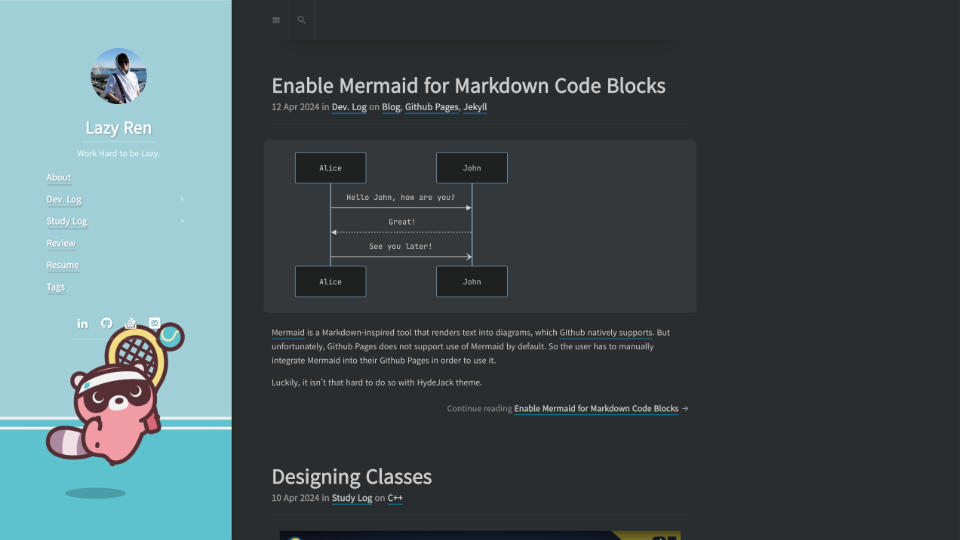 Lazy Ren
Work Hard to be Lazy.
About
Dev. Log
Study Log
Review
Resume
Tags
Enable Mermaid for Markdown Code Blocks
12 Apr 2024 in Dev. Log on Blog, Github Pages, Jekyll
Alice
John
Hello John, how are you?
Great!
See you later!
Alice
John
Mermaid is a Markdown-inspired tool that renders text into diagrams, which Github natively supports. But
unfortunately, Github Pages does not support use of Mermaid by default. So the user has to manually
integrate Mermaid into their Github Pages in order to use it.
Luckily, it isn't that hard to do so with HydeJack theme.
Continue reading Enable Mermaid for Markdown Code Blocks →
Designing Classes
10 Apr 2024 in Study Log on C++